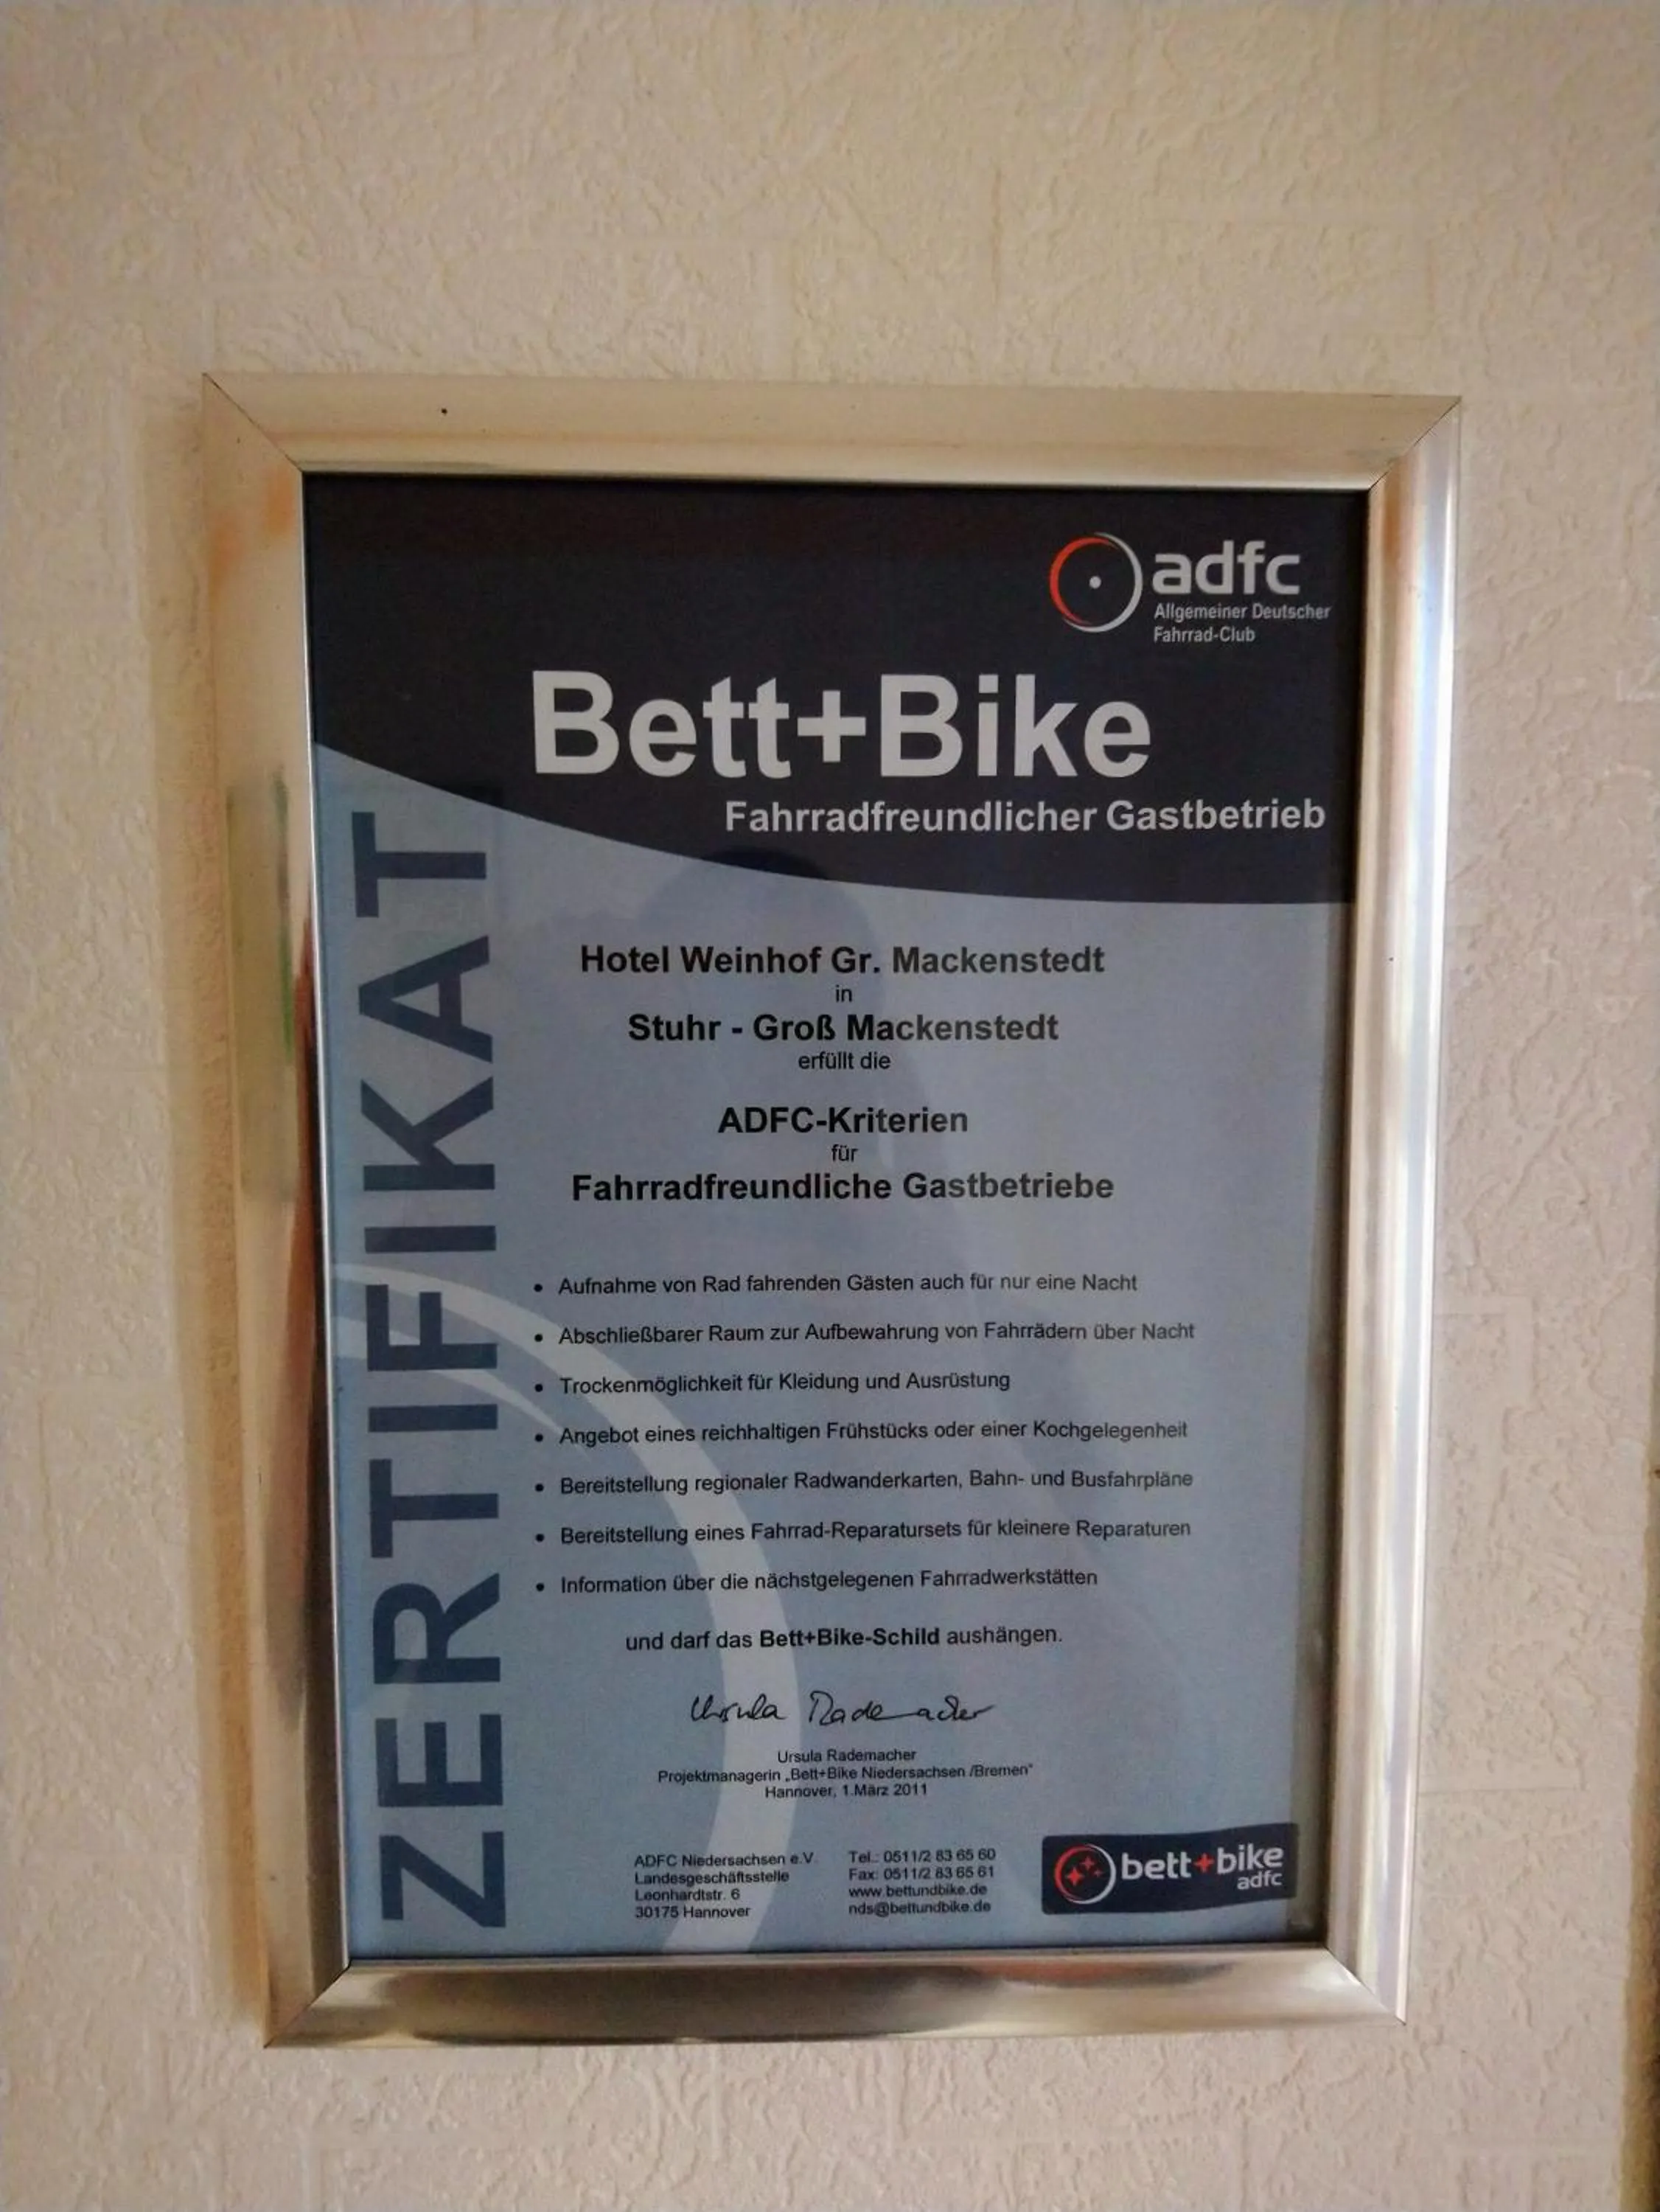 adfc
Allgemeiner Deutscher
Fahrrad-Club
Bett+Bike
Fahrradfreundlicher Gastbetrieb
ZERTIFIKAT
Hotel Weinhof Gr. Mackenstedt
in
Stuhr - Groß Mackenstedt
erfüllt die
ADFC-Kriterien
für
Fahrradfreundliche Gastbetriebe
• Aufnahme von Rad fahrenden Gästen auch für nur eine Nacht
• Abschließbarer Raum zur Aufbewahrung von Fahrrädern über Nacht
• Trockenmöglichkeit für Kleidung und Ausrüstung
• Angebot eines reichhaltigen Frühstücks oder einer Kochgelegenheit
• Bereitstellung regionaler Radwanderkarten, Bahn- und Busfahrpläne
• Bereitstellung eines Fahrrad-Reparatursets für kleinere Reparaturen
• Information über die nächstgelegenen Fahrradwerkstätten
und darf das Bett+Bike-Schild aushängen.
Ursula Rademacher
Ursula Rademacher
Projektmanagerin „Bett+Bike Niedersachsen /Bremen"
Hannover, 1.März 2011
ADFC Niedersachsen e.V.
Landesgeschäftsstelle
Leonhardtstr. 6
30175 Hannover
Tel.: 0511/2 83 65 60
Fax: 0511/2 83 65 61
www.bettundbike.de
nds@bettundbike.de
bett+bike
adfc